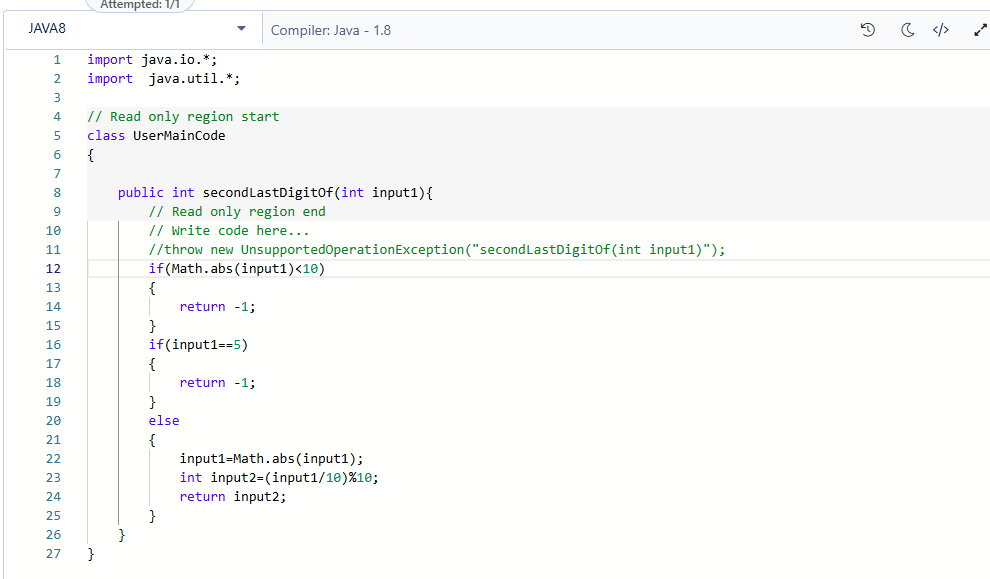 Attempted: 1/1
JAVA8
Compiler: Java - 1.8
</>
1 import java.io.*;
2 import  java.util.*;
3
4 // Read only region start
5 class UserMainCode
6 {
7
8     public int secondLastDigitOf(int input1){
9         // Read only region end
10         // Write code here...
11         //throw new UnsupportedOperationException("secondLastDigitOf(int input1)");
12         if(Math.abs(input1)<10)
13         {
14             return -1;
15         }
16         if(input1==5)
17         {
18             return -1;
19         }
20         else
21         {
22             input1=Math.abs(input1);
23             int input2=(input1/10)%10;
24             return input2;
25         }
26     }
27 }